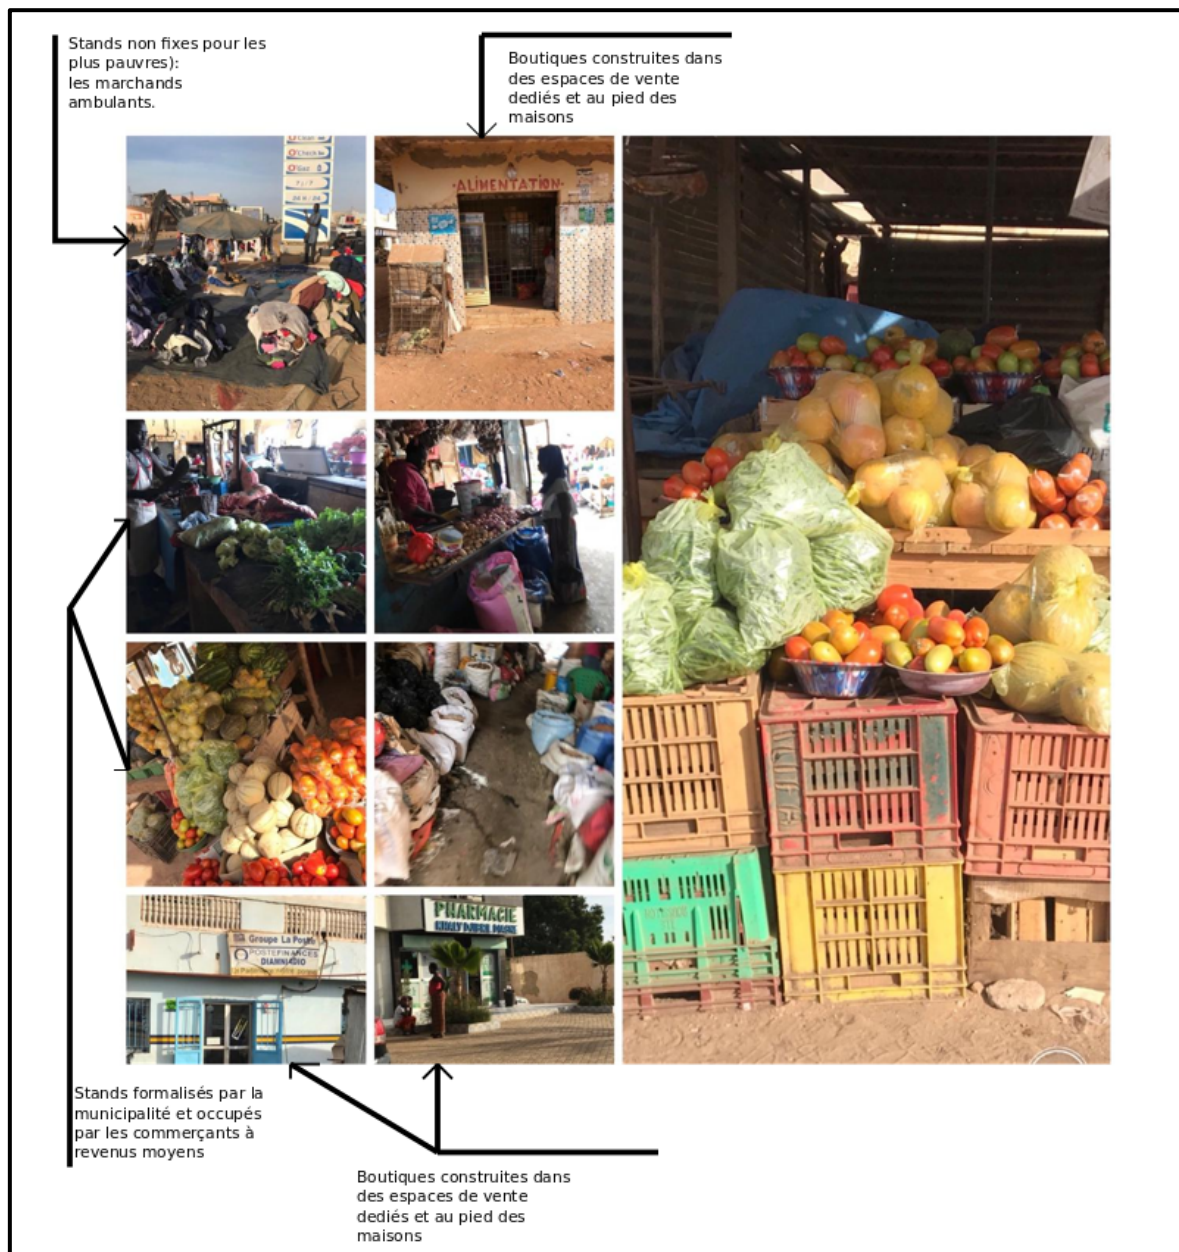 Stands non fixes pour les
plus pauvres):
les marchands
ambulants.
Boutiques construites dans
des espaces de vente
dediés et au pied des
maisons
ALIMENTATION
Groupe La Poste
POSTEFINANCES
DIAMNIADIO
PHARMACIE
Stands formalisés par la
municipalité et occupés
par les commerçants à
revenus moyens
Boutiques construites dans
des espaces de vente
dediés et au pied des
maisons